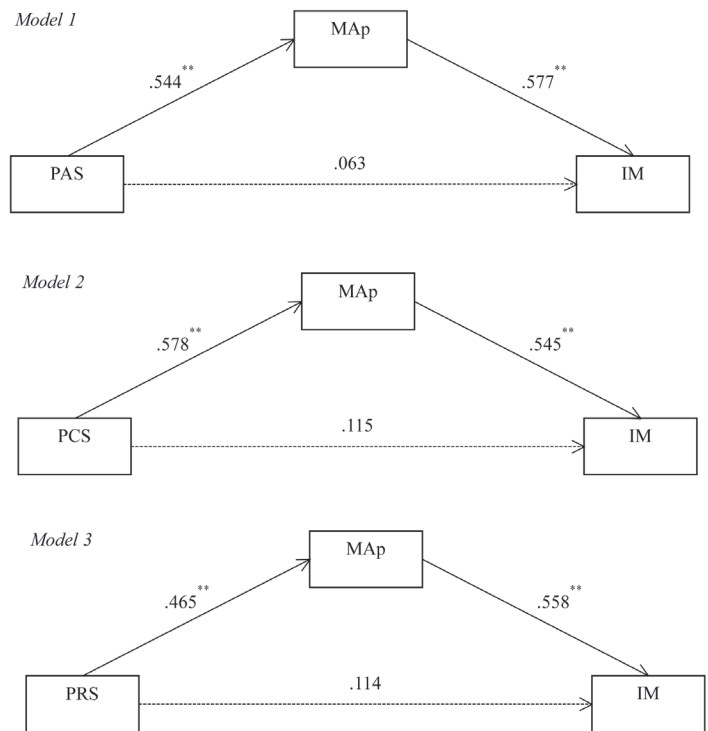 Model 1
MAp
.544**
.577**
.063
PAS
IM
Model 2
MAp
.578**
.545**
.115
PCS
IM
Model 3
MAp
.465**
.558**
.114
PRS
IM